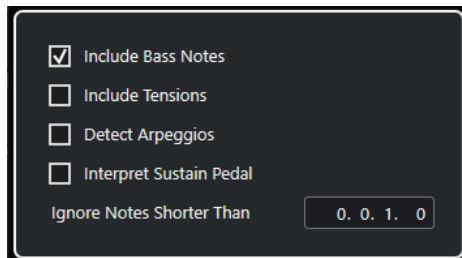 Include Bass Notes
Include Tensions
Detect Arpeggios
Interpret Sustain Pedal
Ignore Notes Shorter Than 0. 0. 1. 0